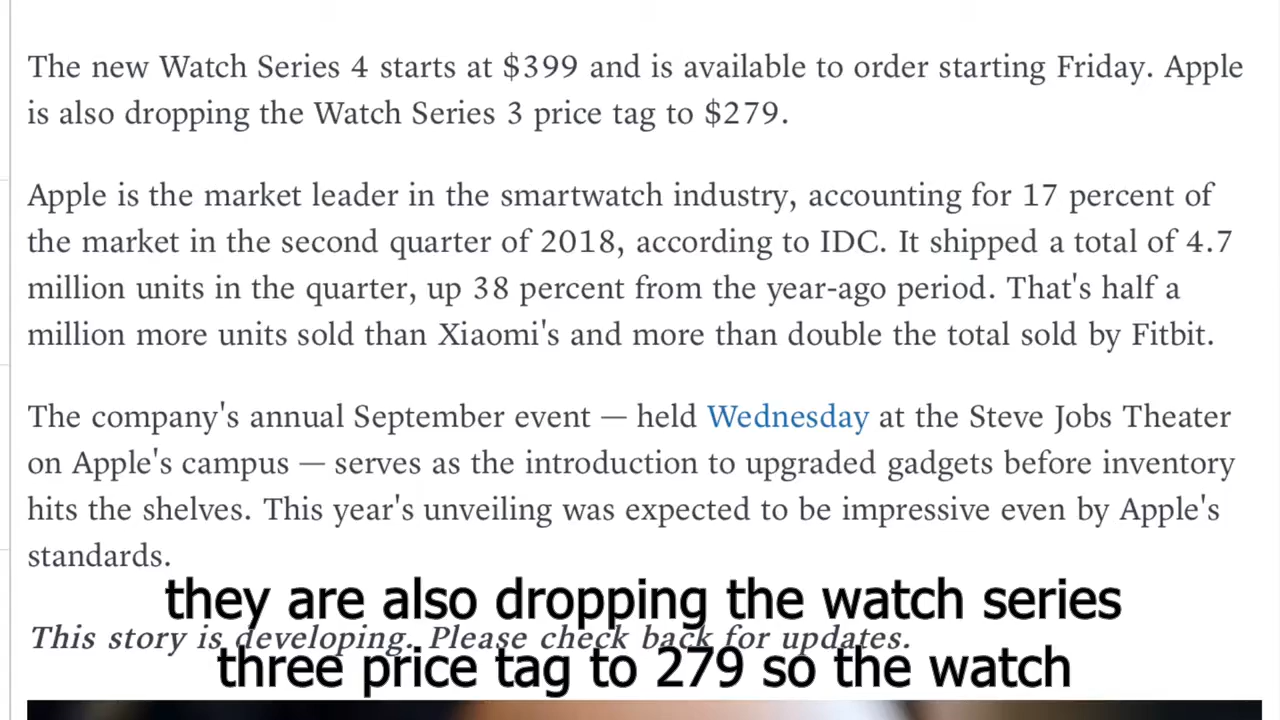 The new Watch Series 4 starts at $399 and is available to order starting Friday. Apple
is also dropping the Watch Series 3 price tag to $279.
Apple is the market leader in the smartwatch industry, accounting for 17 percent of
the market in the second quarter of 2018, according to IDC. It shipped a total of 4.7
million units in the quarter, up 38 percent from the year-ago period. That's half a
million more units sold than Xiaomi's and more than double the total sold by Fitbit.
The company's annual September event — held Wednesday at the Steve Jobs Theater
on Apple's campus — serves as the introduction to upgraded gadgets before inventory
hits the shelves. This year's unveiling was expected to be impressive even by Apple's
standards.
they are also dropping the watch series
This story is developing. Please check back for updates.
three price tag to 279 so the watch